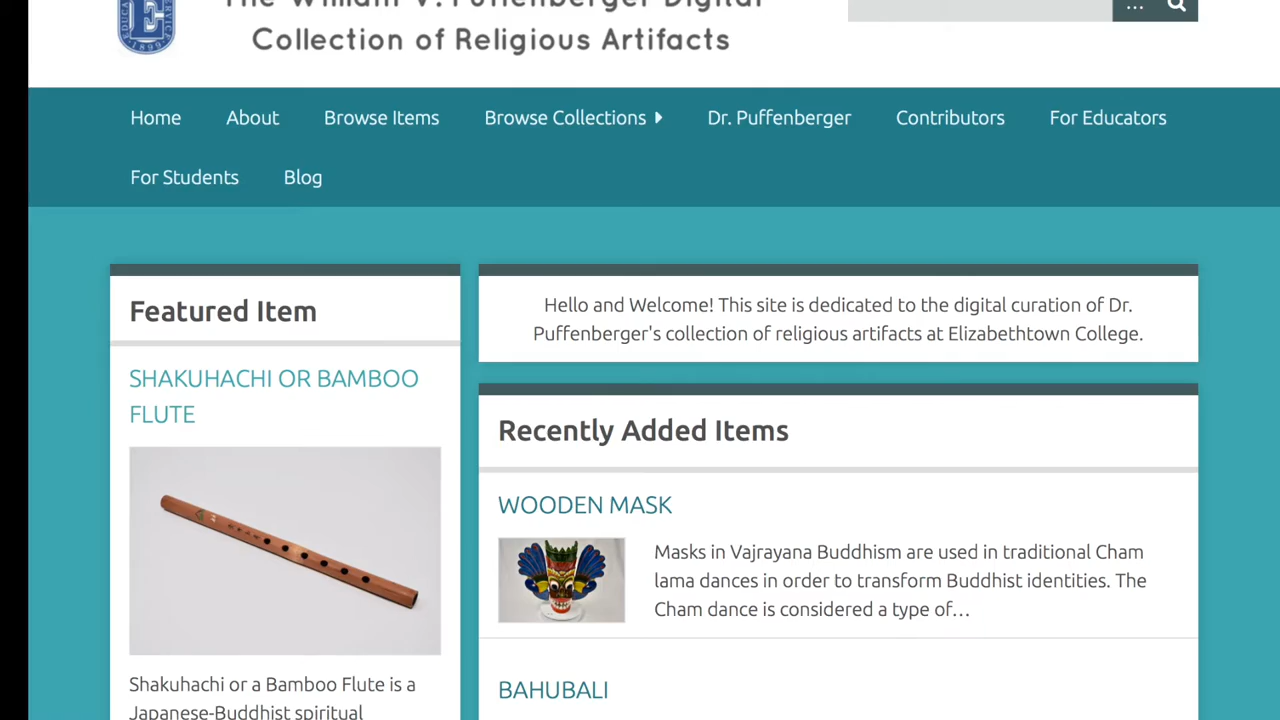 The William V. Puffenberger Digital
Collection of Religious Artifacts
...
Home About Browse Items Browse Collections Dr. Puffenberger Contributors For Educators
For Students Blog
Featured Item
SHAKUHACHI OR BAMBOO
FLUTE
Shakuhachi or a Bamboo Flute is a
Japanese-Buddhist spiritual
Hello and Welcome! This site is dedicated to the digital curation of Dr.
Puffenberger's collection of religious artifacts at Elizabethtown College.
Recently Added Items
WOODEN MASK
Masks in Vajrayana Buddhism are used in traditional Cham
lama dances in order to transform Buddhist identities. The
Cham dance is considered a type of…
BAHUBALI